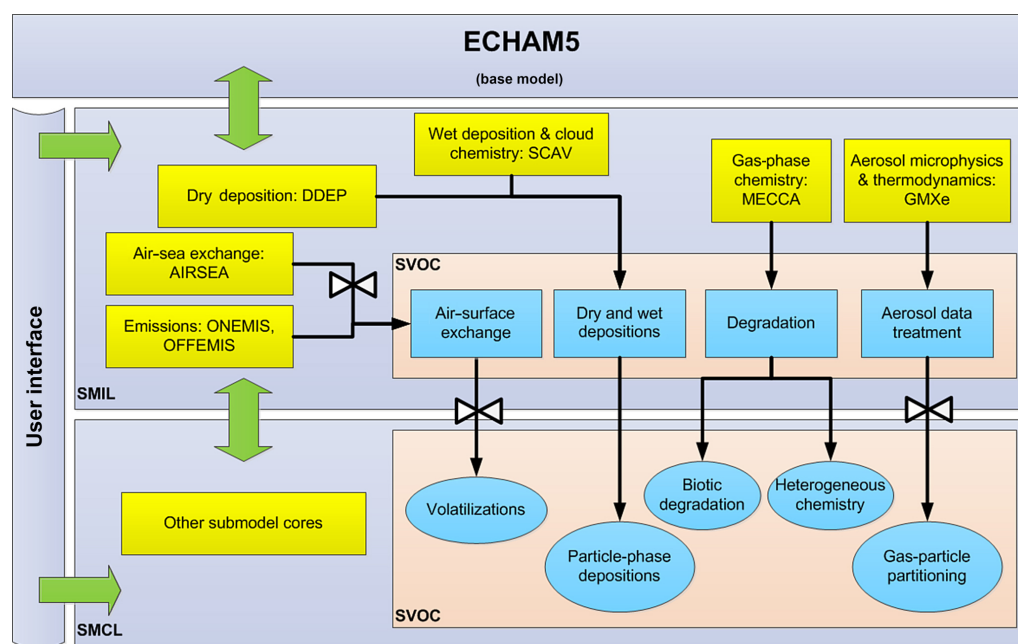 ECHAM5
(base model)
User interface
Wet deposition & cloud
chemistry: SCAV
Gas-phase
chemistry:
MECCA
Aerosol microphysics
& thermodynamics:
GMXe
Dry deposition: DDEP
Air-sea exchange:
AIRSEA
Emissions: ONEMIS,
OFFEMIS
SVOC
Air-surface
exchange
Dry and wet
depositions
Degradation
Aerosol data
treatment
SMIL
Other submodel cores
Volatilizations
Particle-phase
depositions
Biotic
degradation
Heterogeneous
chemistry
Gas-particle
partitioning
SVOC
SMCL